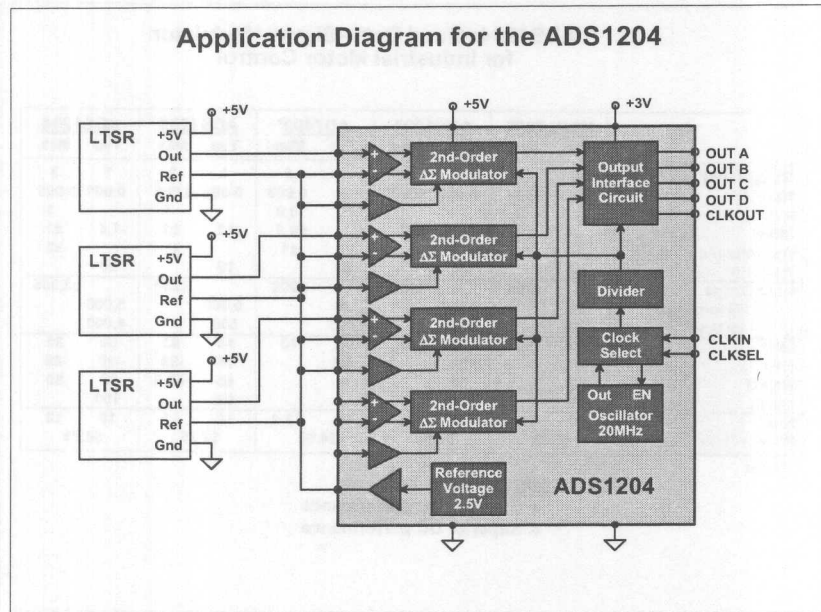 Application Diagram for the ADS1204
+5V
LTSR
+5V
Out
Ref
Gnd
+5V
LTSR
+5V
Out
Ref
Gnd
+5V
LTSR
+5V
Out
Ref
Gnd
+5V
+3V
+
-
2nd-Order
ΔΣ Modulator
+
-
2nd-Order
ΔΣ Modulator
+
-
2nd-Order
ΔΣ Modulator
+
-
2nd-Order
ΔΣ Modulator
Reference
Voltage
2.5V
Output
Interface
Circuit
Divider
Clock
Select
Out EN
Oscillator
20MHz
ADS1204
OUT A
OUT B
OUT C
OUT D
CLKOUT
CLKIN
CLKSEL